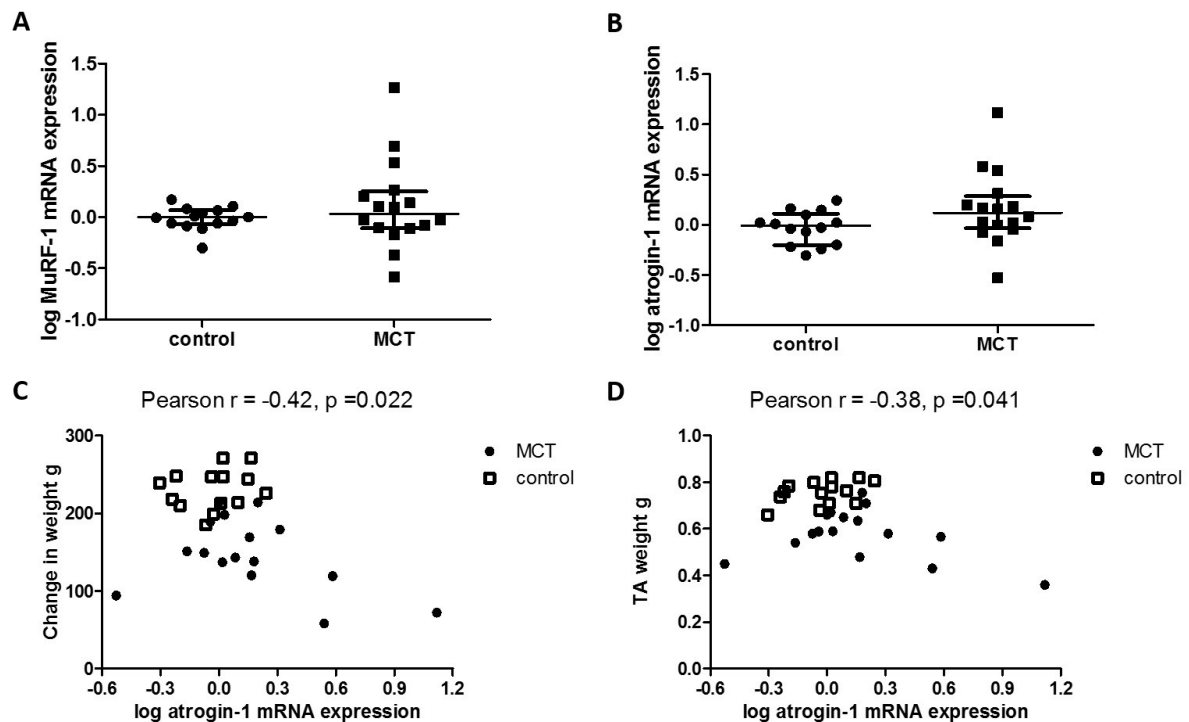 A
log MuRF-1 mRNA expression
1.5
1.0
0.5
0.0
-0.5
-1.0
control
MCT
B
log atrogin-1 mRNA expression
1.5
1.0
0.5
0.0
-0.5
-1.0
control
MCT
C
Pearson r = -0.42, p =0.022
Change in weight g
300
200
100
0
-0.6
-0.3
0.0
0.3
0.6
0.9
1.2
log atrogin-1 mRNA expression
MCT
control
D
Pearson r = -0.38, p =0.041
TA weight g
1.0
0.8
0.6
0.4
0.2
0.0
-0.6
-0.3
0.0
0.3
0.6
0.9
1.2
log atrogin-1 mRNA expression
MCT
control